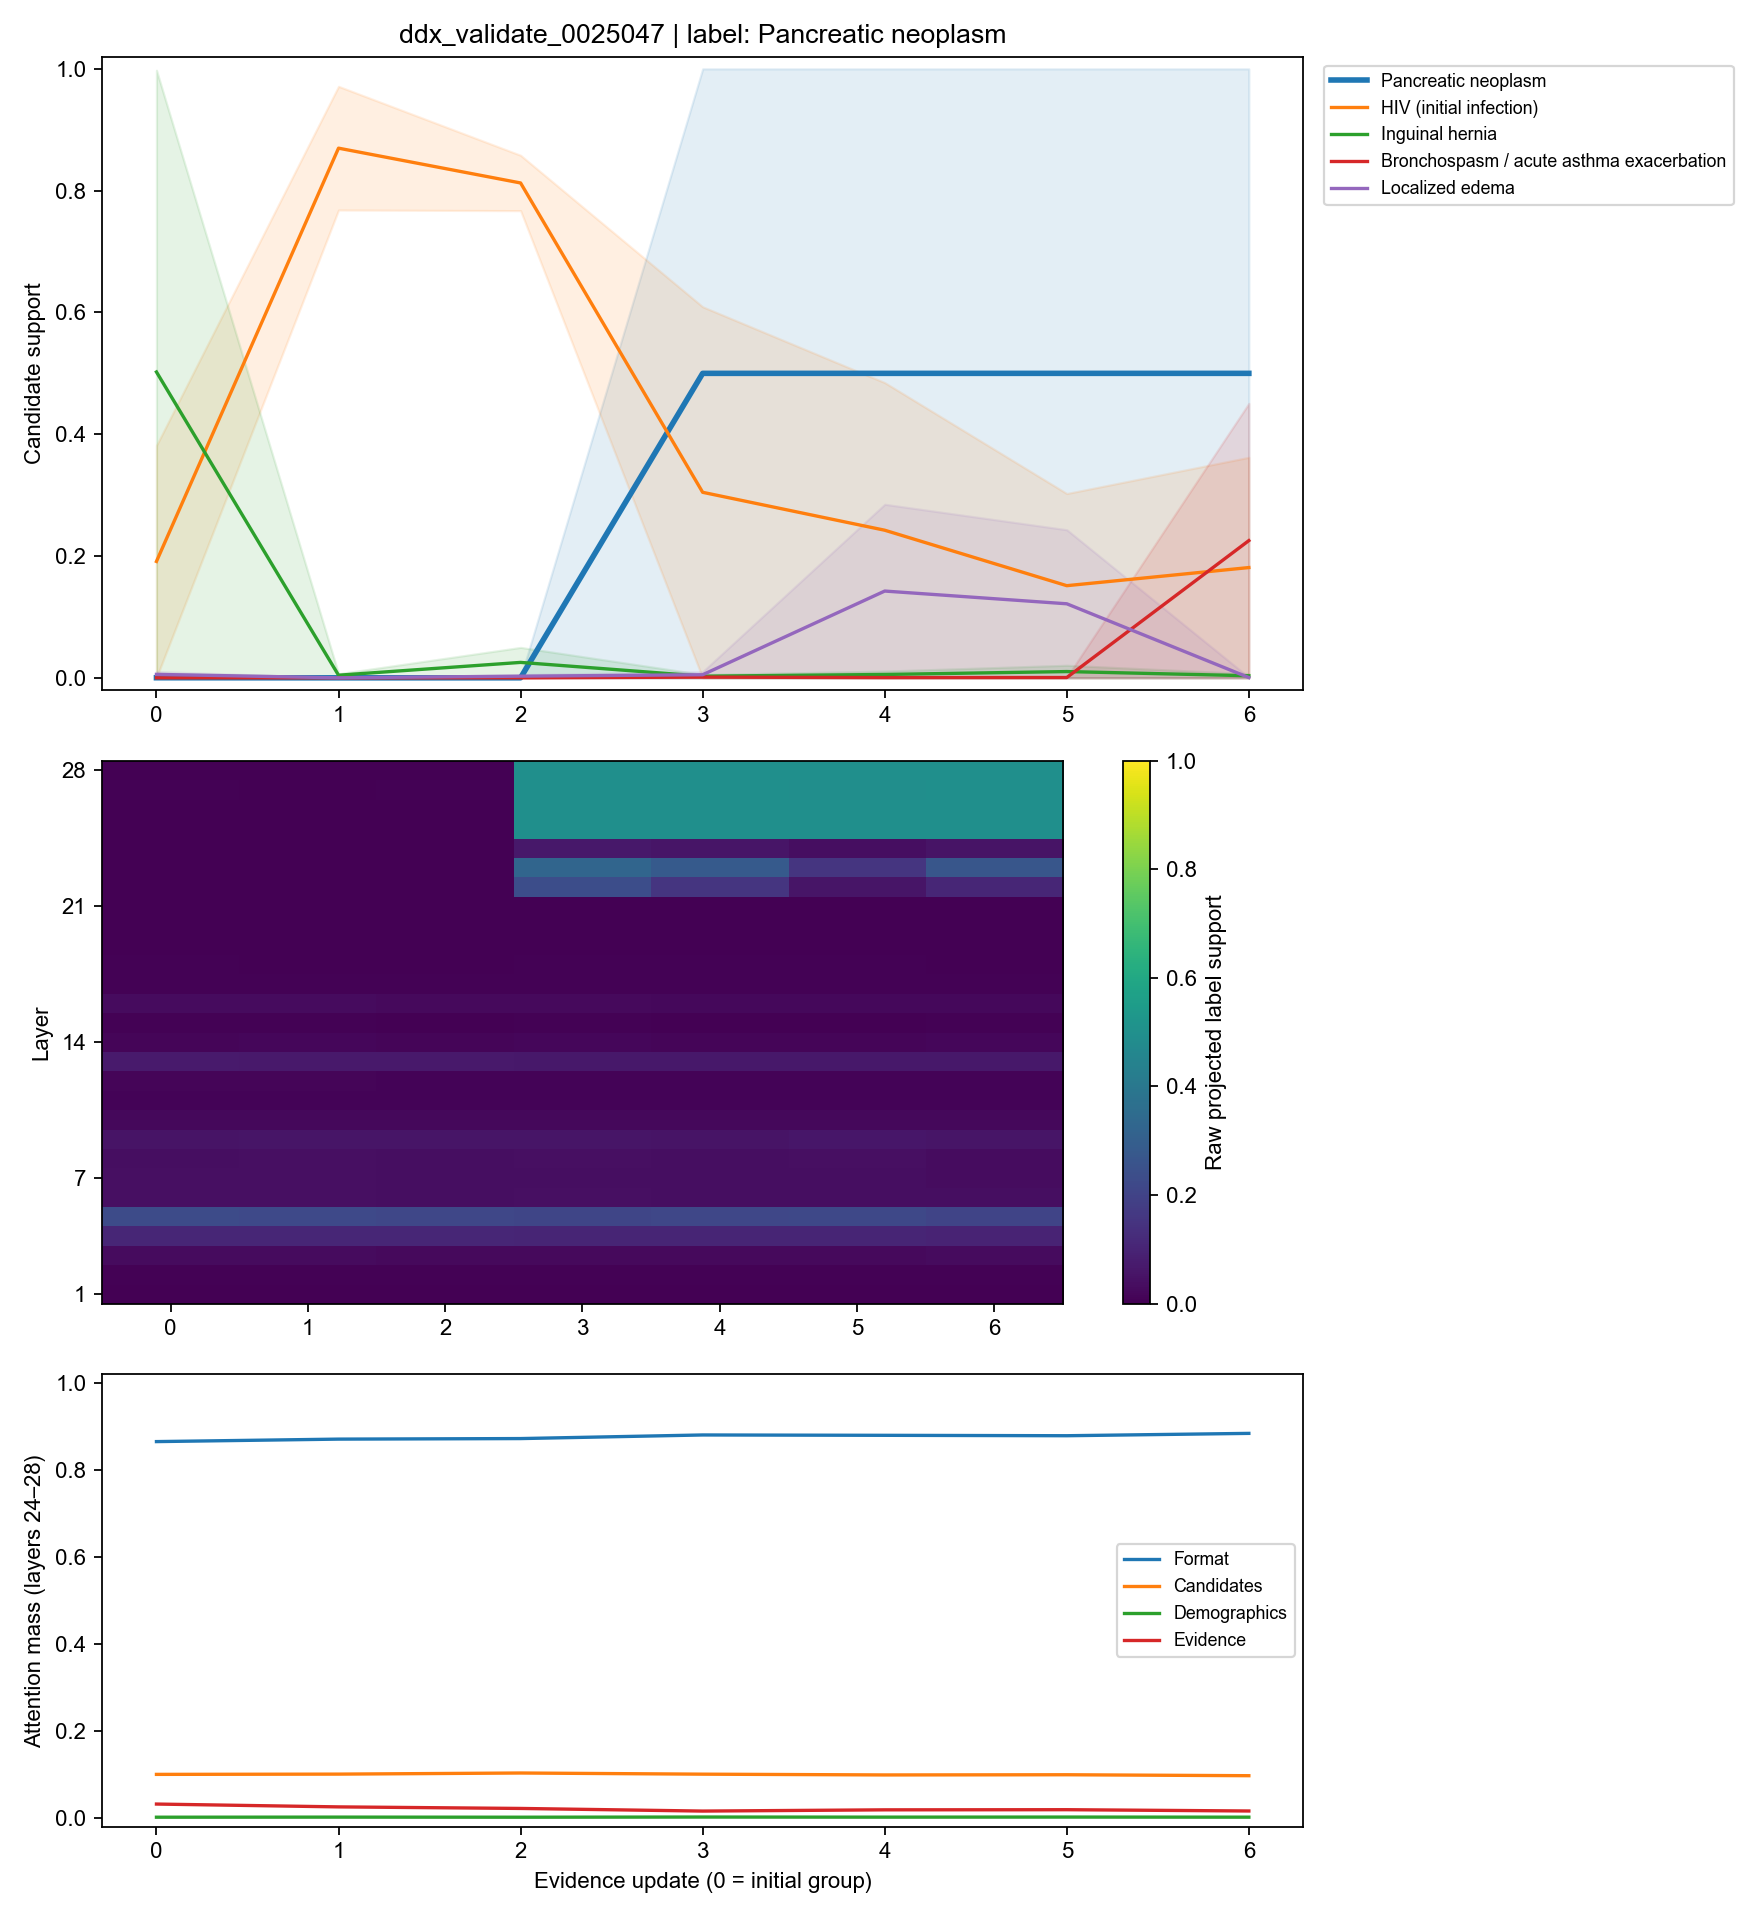 ddx_validate_0025047 | label: Pancreatic neoplasm
Candidate support
1.0
0.8
0.6
0.4
0.2
0.0
0 1 2 3 4 5 6
Pancreatic neoplasm
HIV (initial infection)
Inguinal hernia
Bronchospasm / acute asthma exacerbation
Localized edema
Layer
28
21
14
7
1
0 1 2 3 4 5 6
1.0
0.8
0.6
0.4
0.2
0.0
Raw projected label support
Attention mass (layers 24–28)
1.0
0.8
0.6
0.4
0.2
0.0
Format
Candidates
Demographics
Evidence
0 1 2 3 4 5 6
Evidence update (0 = initial group)